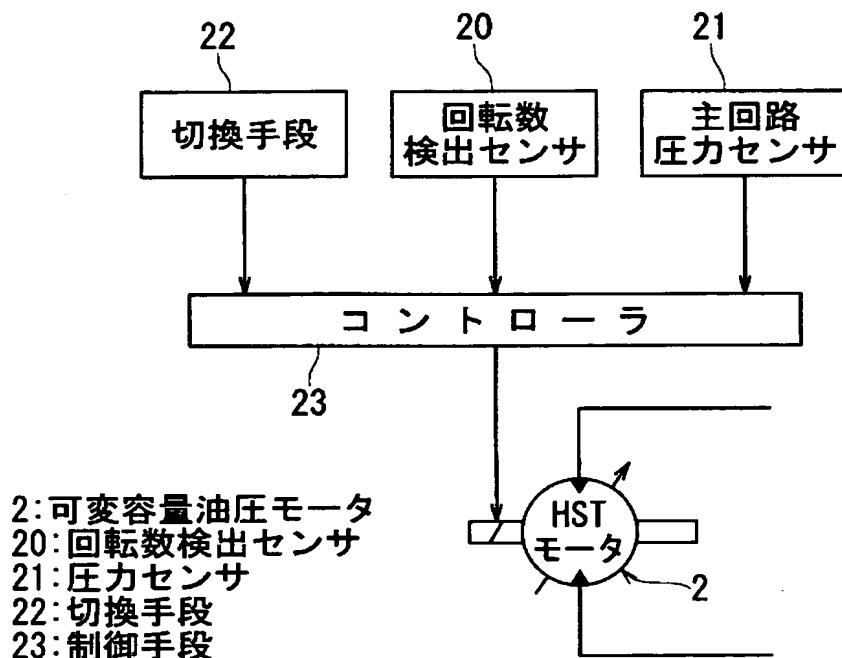 22
20
21
切換手段
回転数
検出センサ
主回路
圧力センサ
コントローラ
23
HST
モータ
2
2:可変容量油圧モータ
20:回転数検出センサ
21:圧力センサ
22:切換手段
23:制御手段